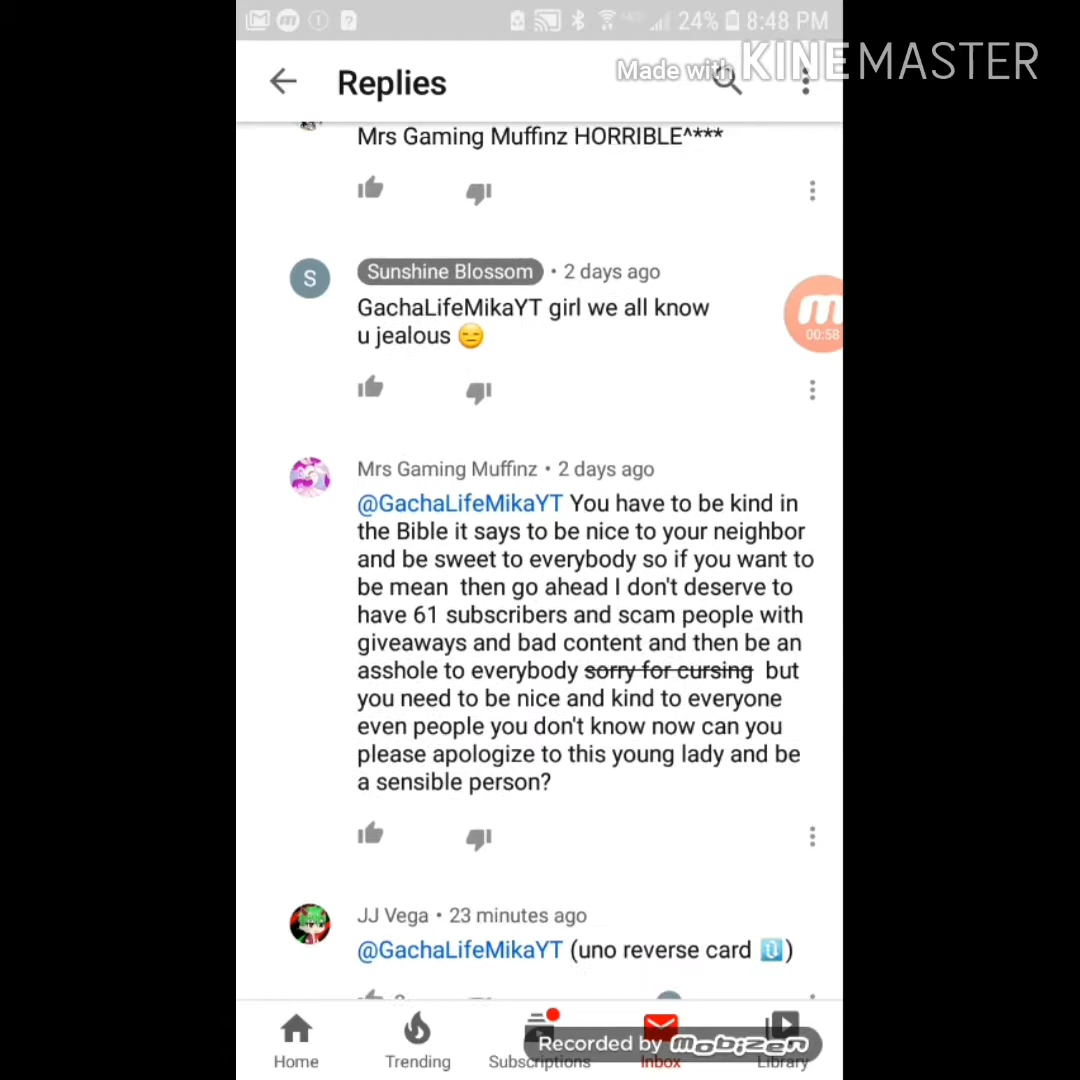 24% 8:48 PM
Replies
Made with KINEMASTER
Mrs Gaming Muffinz HORRIBLE^***
S
Sunshine Blossom • 2 days ago
GachaLifeMikaYT girl we all know
u jealous 😑
00:58
Mrs Gaming Muffinz • 2 days ago
@GachaLifeMikaYT You have to be kind in
the Bible it says to be nice to your neighbor
and be sweet to everybody so if you want to
be mean then go ahead I don't deserve to
have 61 subscribers and scam people with
giveaways and bad content and then be an
asshole to everybody sorry for cursing but
you need to be nice and kind to everyone
even people you don't know now can you
please apologize to this young lady and be
a sensible person?
JJ Vega • 23 minutes ago
@GachaLifeMikaYT (uno reverse card 🔃)
Recorded by Mobizen
Home Trending Subscriptions Inbox Library